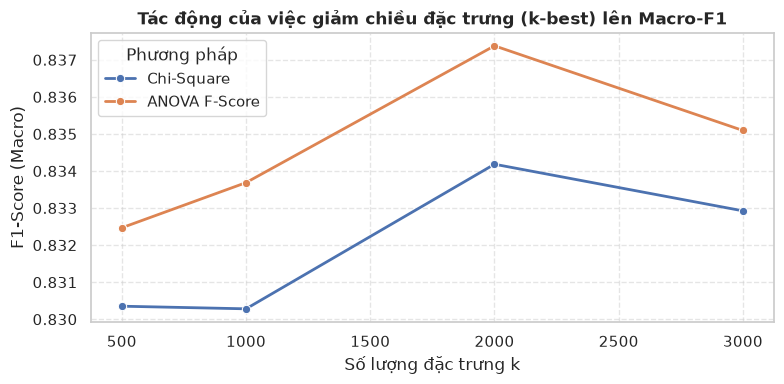 Tác động của việc giảm chiều đặc trưng (k-best) lên Macro-F1
Phương pháp
Chi-Square
ANOVA F-Score
F1-Score (Macro)
0.837
0.836
0.835
0.834
0.833
0.832
0.831
0.830
500 1000 1500 2000 2500 3000
Số lượng đặc trưng k